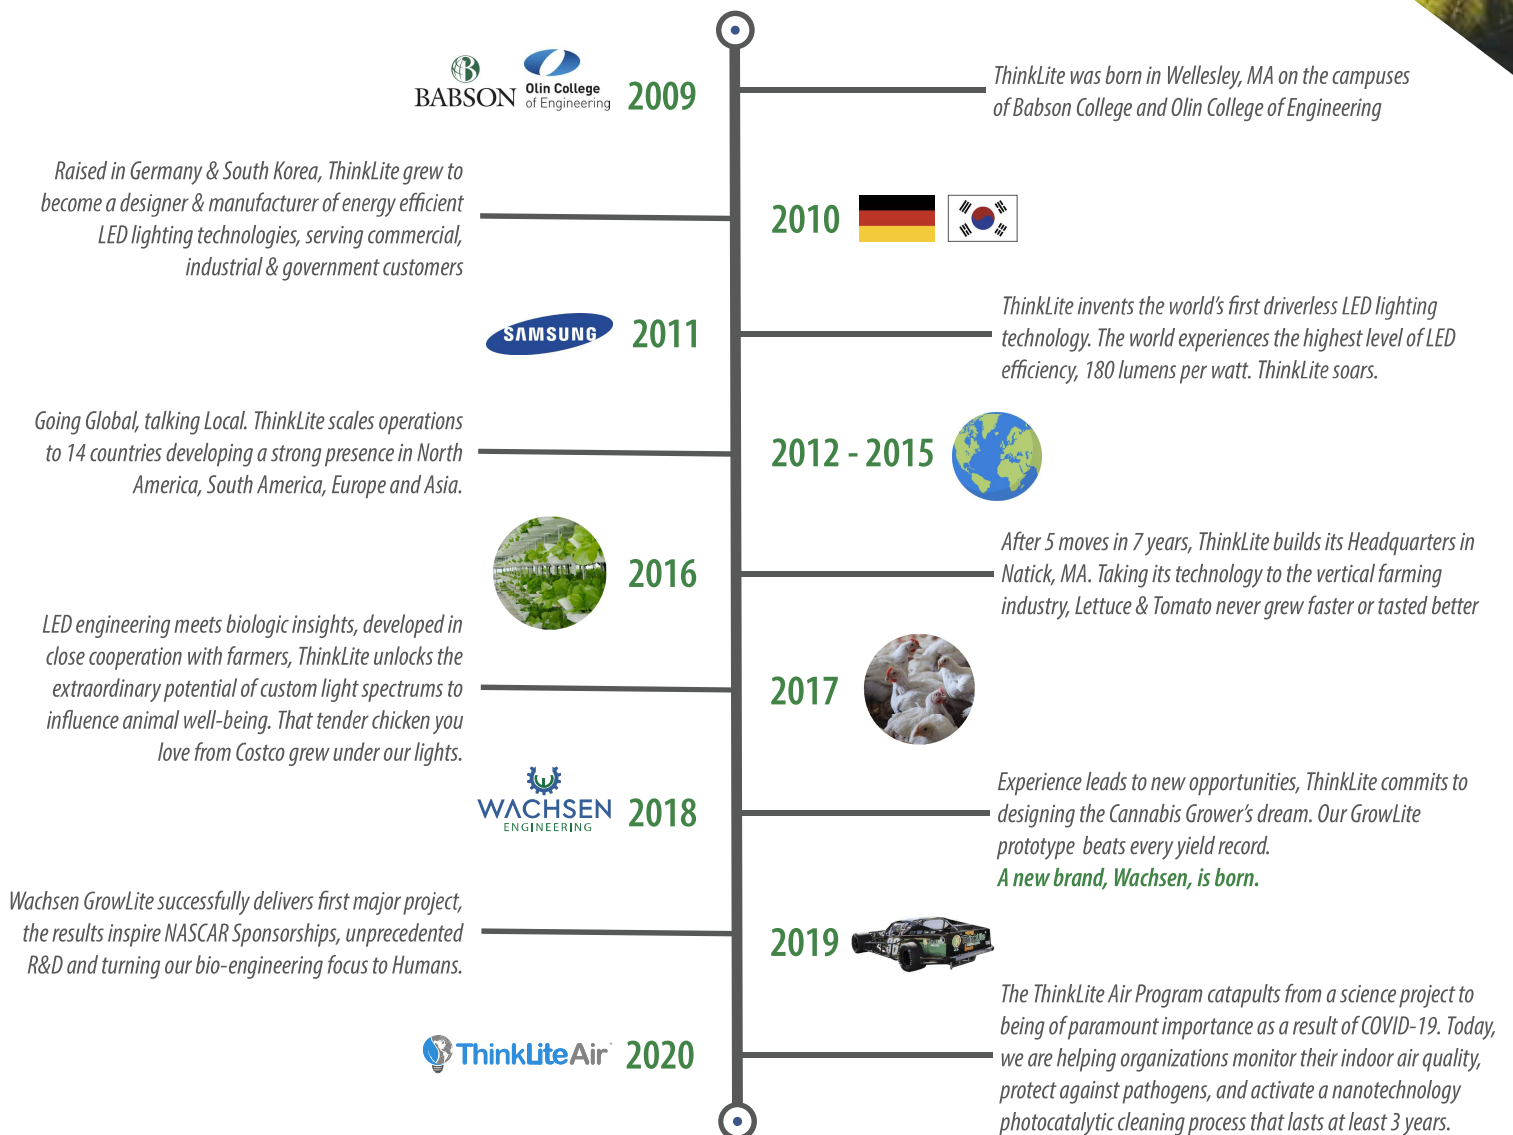 BABSON
Olin College
of Engineering
2009
ThinkLite was born in Wellesley, MA on the campuses
of Babson College and Olin College of Engineering
Raised in Germany & South Korea, ThinkLite grew to
become a designer & manufacturer of energy efficient
LED lighting technologies, serving commercial,
industrial & government customers
2010
SAMSUNG
2011
ThinkLite invents the world's first driverless LED lighting
technology. The world experiences the highest level of LED
efficiency, 180 lumens per watt. ThinkLite soars.
Going Global, talking Local. ThinkLite scales operations
to 14 countries developing a strong presence in North
America, South America, Europe and Asia.
2012 - 2015
2016
After 5 moves in 7 years, ThinkLite builds its Headquarters in
Natick, MA. Taking its technology to the vertical farming
industry, Lettuce & Tomato never grew faster or tasted better
LED engineering meets biologic insights, developed in
close cooperation with farmers, ThinkLite unlocks the
extraordinary potential of custom light spectrums to
influence animal well-being. That tender chicken you
love from Costco grew under our lights.
2017
WACHSEN
ENGINEERING
2018
Experience leads to new opportunities, ThinkLite commits to
designing the Cannabis Grower's dream. Our GrowLite
prototype beats every yield record.
A new brand, Wachsen, is born.
Wachsen GrowLite successfully delivers first major project,
the results inspire NASCAR Sponsorships, unprecedented
R&D and turning our bio-engineering focus to Humans.
2019
ThinkLiteAir
2020
The ThinkLite Air Program catapults from a science project to
being of paramount importance as a result of COVID-19. Today,
we are helping organizations monitor their indoor air quality,
protect against pathogens, and activate a nanotechnology
photocatalytic cleaning process that lasts at least 3 years.